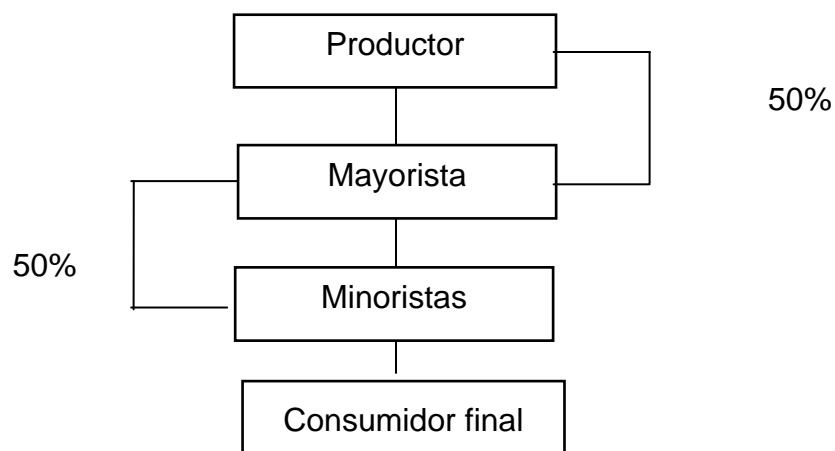 Productor
50%
Mayorista
50%
Minoristas
Consumidor final